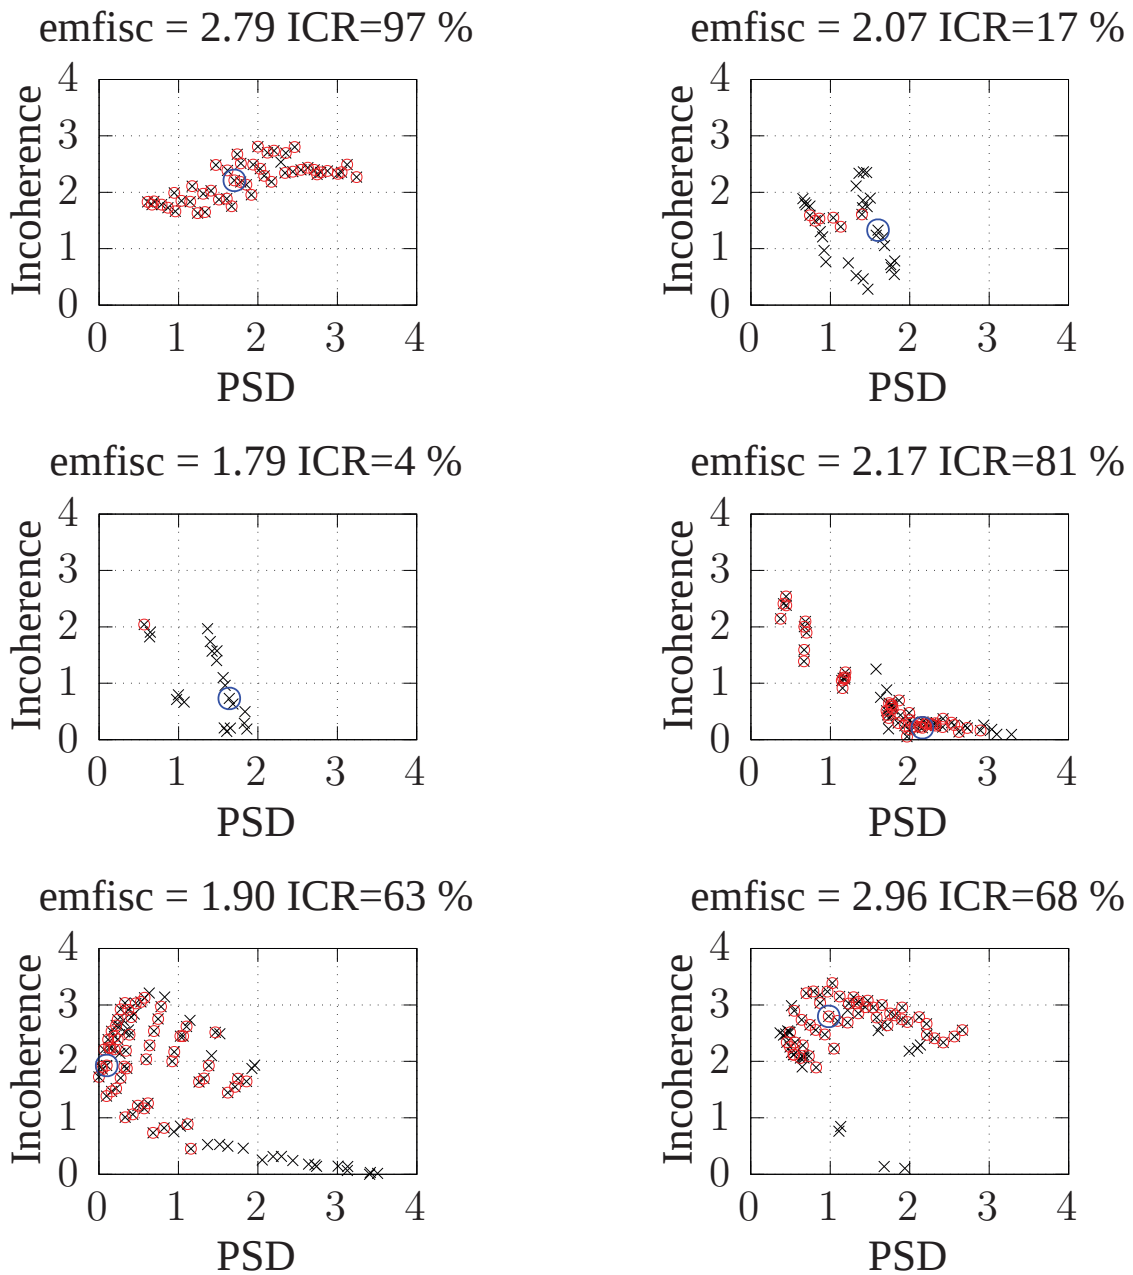 emfisc = 2.79 ICR=97 %
Incoherence
4
3
2
1
0
0 1 2 3 4
PSD
emfisc = 2.07 ICR=17 %
Incoherence
4
3
2
1
0
0 1 2 3 4
PSD
emfisc = 1.79 ICR=4 %
Incoherence
4
3
2
1
0
0 1 2 3 4
PSD
emfisc = 2.17 ICR=81 %
Incoherence
4
3
2
1
0
0 1 2 3 4
PSD
emfisc = 1.90 ICR=63 %
Incoherence
4
3
2
1
0
0 1 2 3 4
PSD
emfisc = 2.96 ICR=68 %
Incoherence
4
3
2
1
0
0 1 2 3 4
PSD